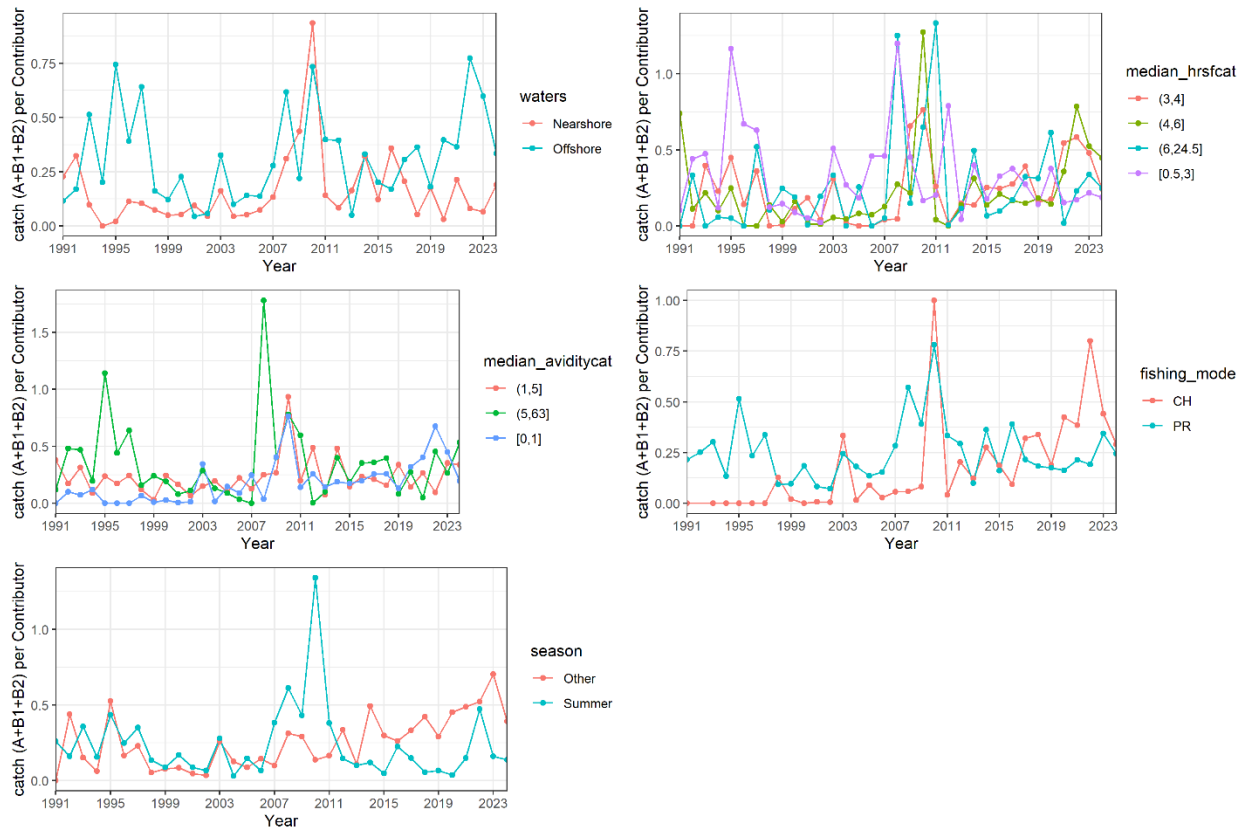 catch (A+B1+B2) per Contributor
0.75
0.50
0.25
0.00
1991 1995 1999 2003 2007 2011 2015 2019 2023
Year
waters
Nearshore
Offshore
catch (A+B1+B2) per Contributor
1.0
0.5
0.0
1991 1995 1999 2003 2007 2011 2015 2019 2023
Year
median_hrsfcat
(3,4]
(4,6]
(6,24.5]
[0.5,3]
catch (A+B1+B2) per Contributor
1.5
1.0
0.5
0.0
1991 1995 1999 2003 2007 2011 2015 2019 2023
Year
median_aviditycat
(1,5]
(5,63]
[0,1]
catch (A+B1+B2) per Contributor
1.00
0.75
0.50
0.25
0.00
1991 1995 1999 2003 2007 2011 2015 2019 2023
Year
fishing_mode
CH
PR
catch (A+B1+B2) per Contributor
1.0
0.5
0.0
1991 1995 1999 2003 2007 2011 2015 2019 2023
Year
season
Other
Summer